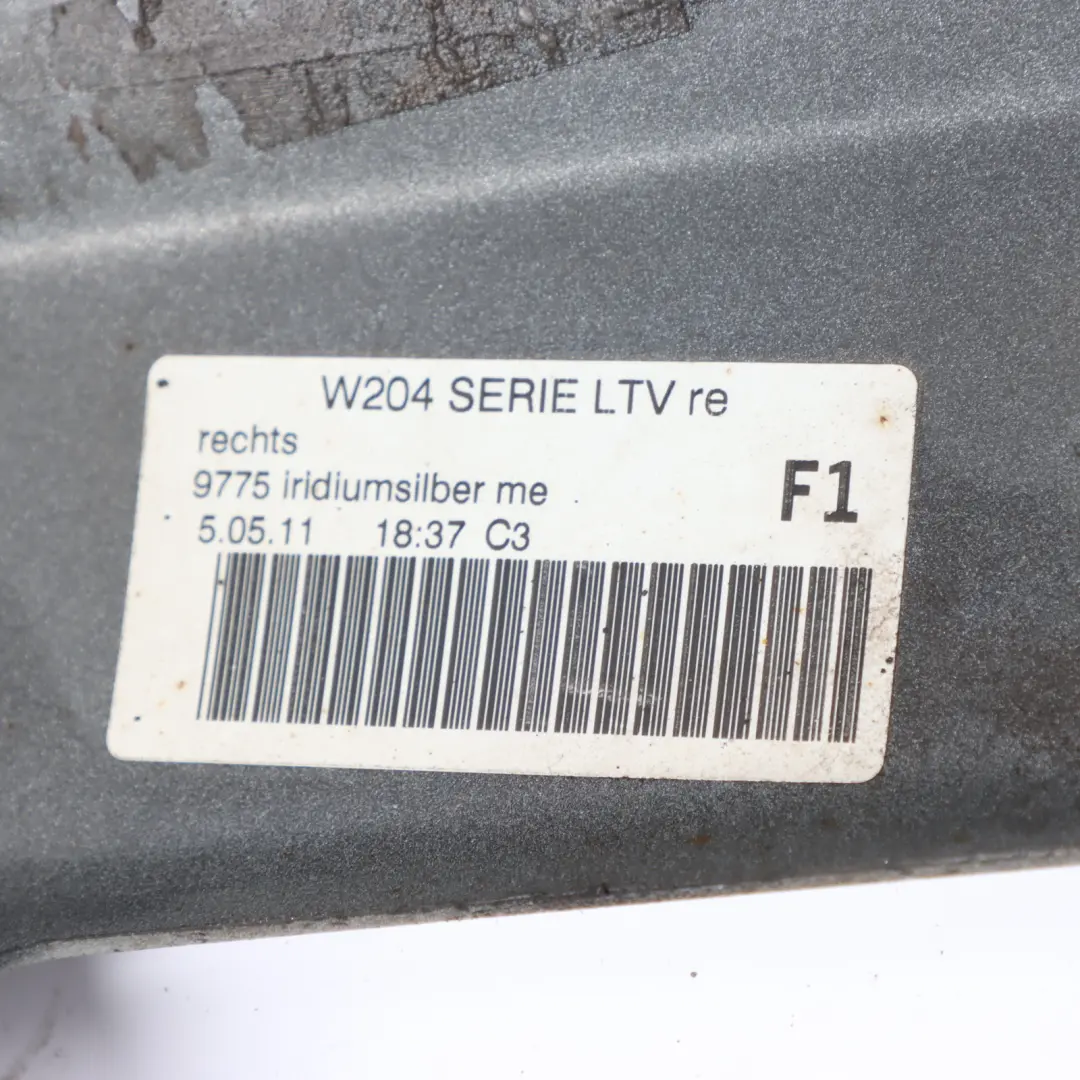 W204 SERIE LTV re
rechts
9775 iridiumsilber me
F1
5.05.11 18:37 C3